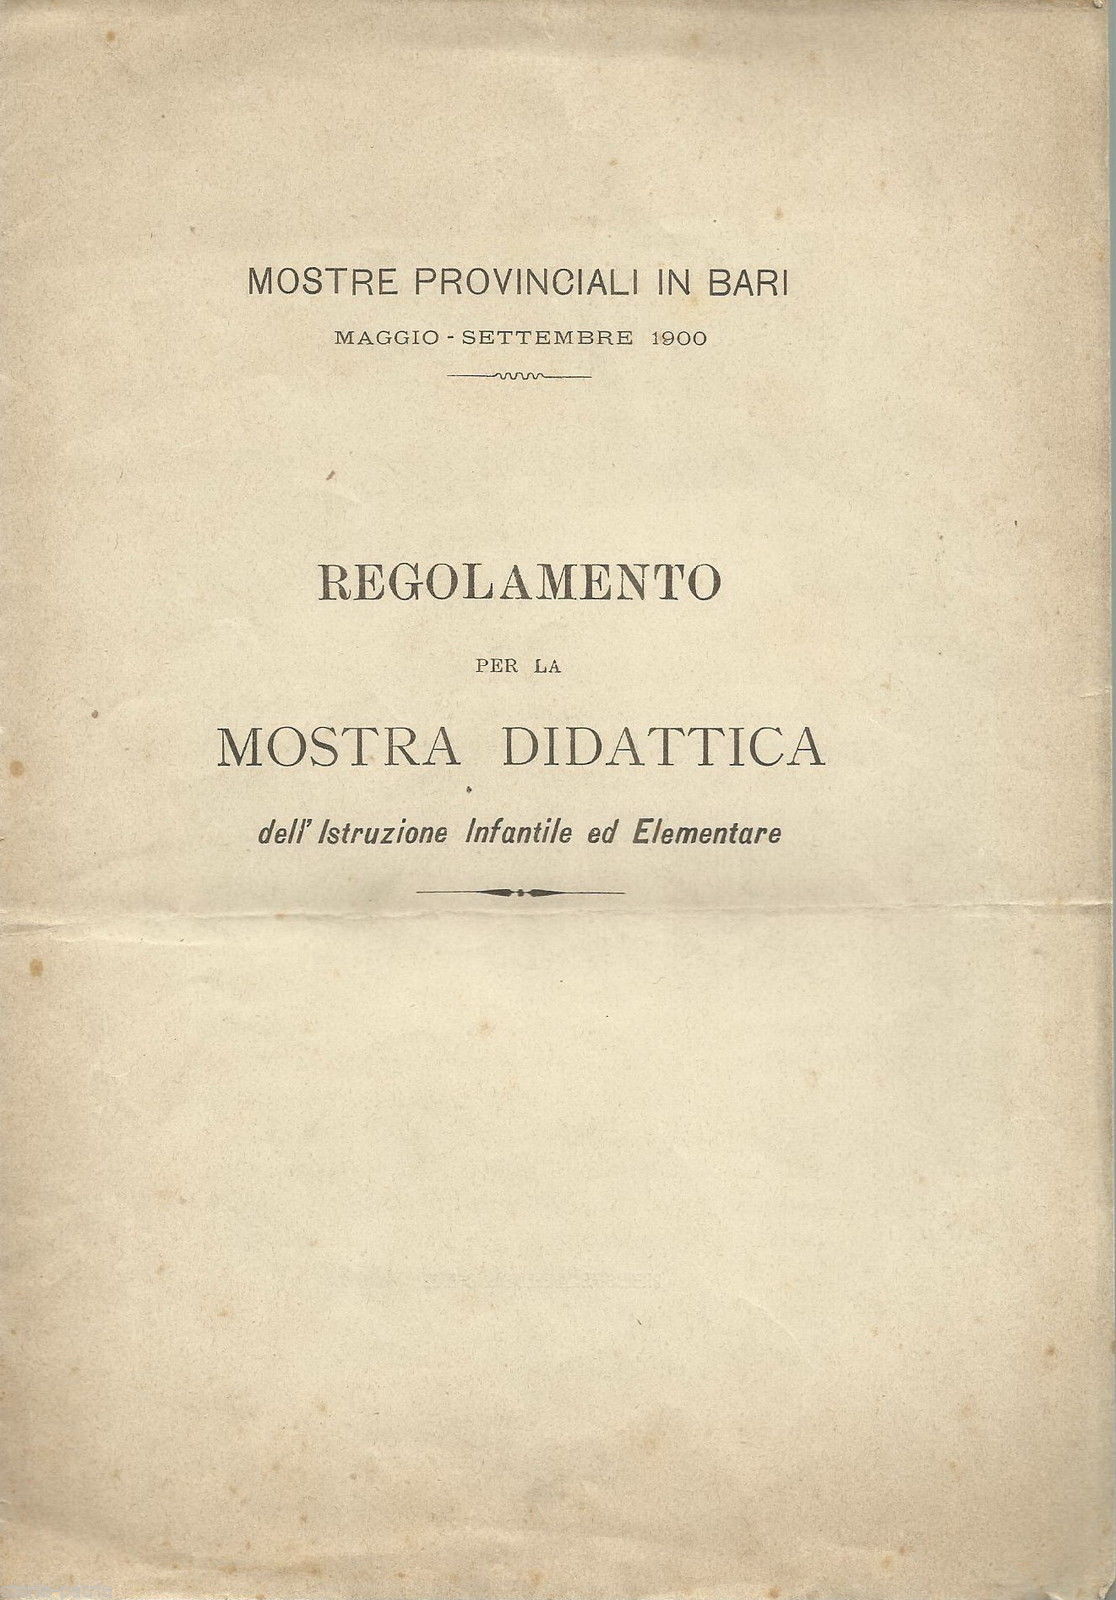 MOSTRE PROVINCIALI IN BARI
MAGGIO - SETTEMBRE 1900
REGOLAMENTO
PER LA
MOSTRA DIDATTICA
dell' Istruzione Infantile ed Elementare